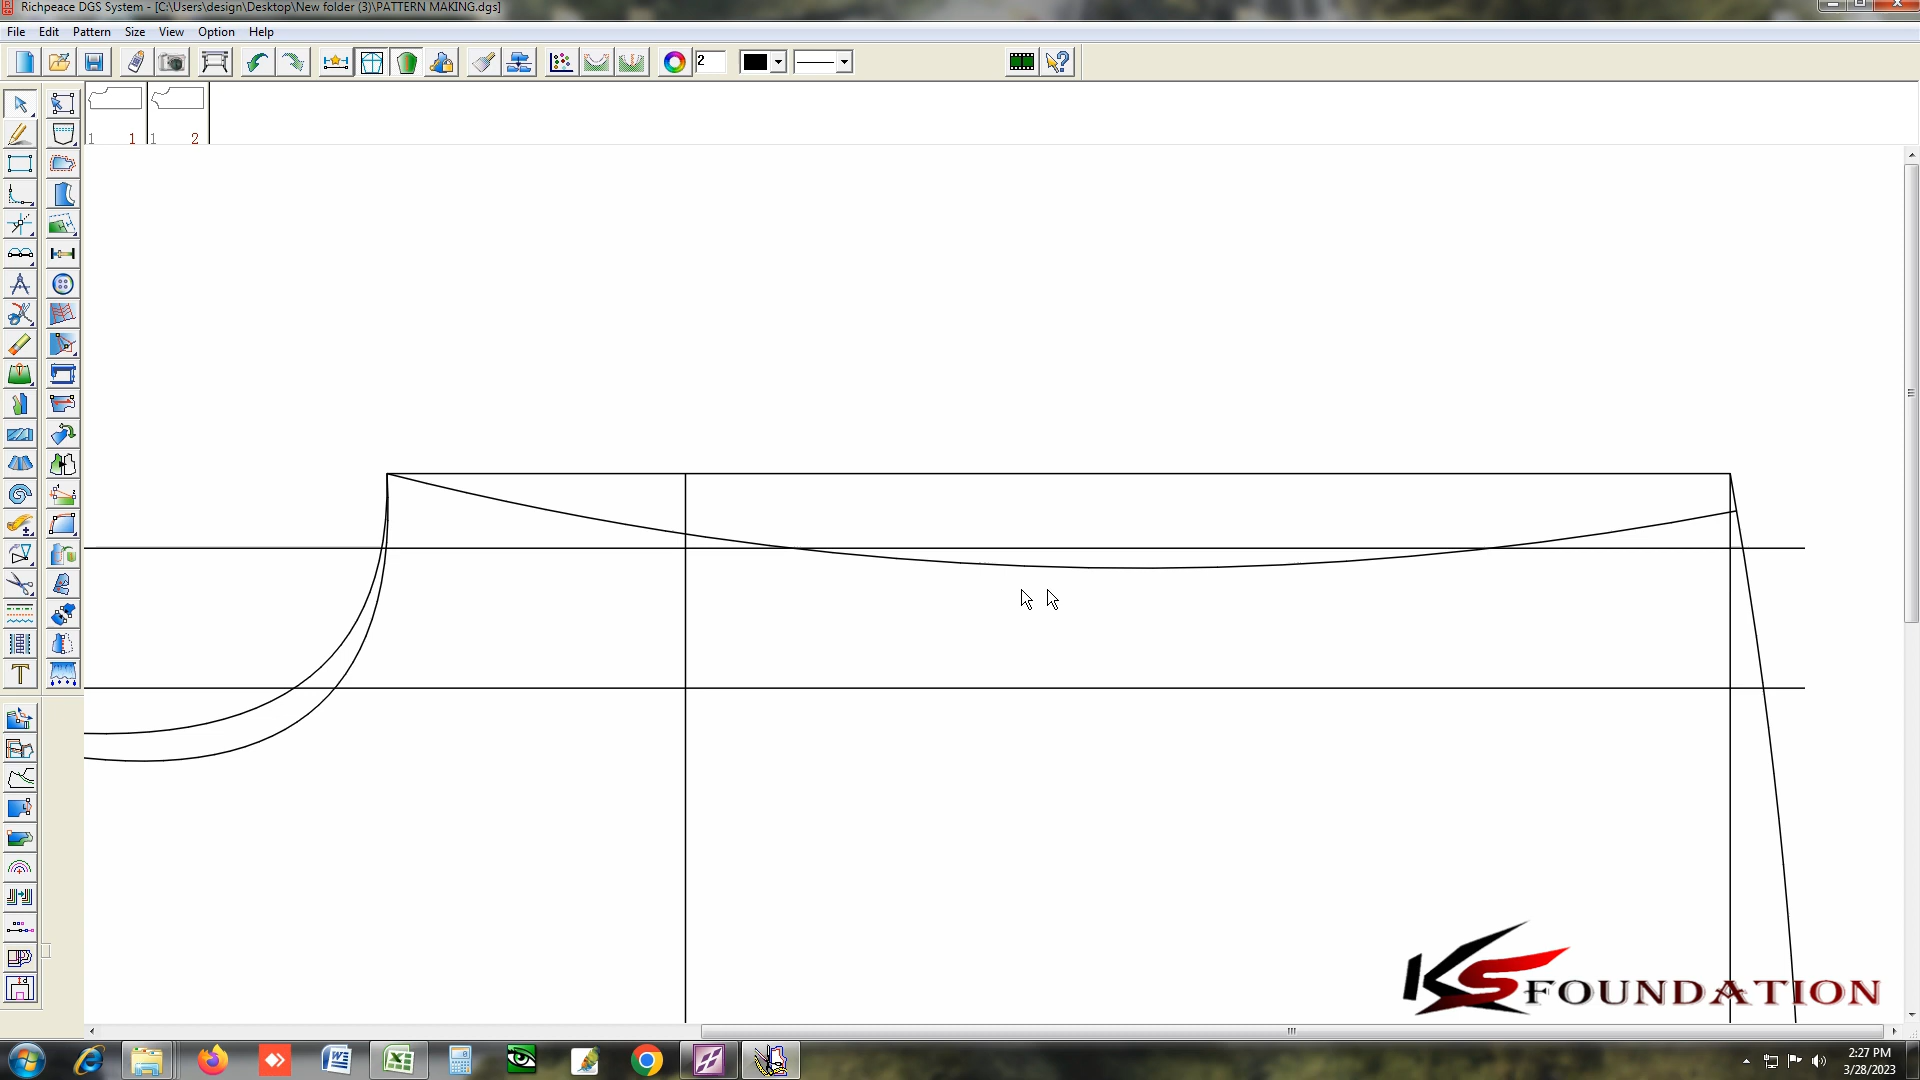 Richpeace DGS System - [C:\Users\design\Desktop\New folder (3)\PATTERN MAKING.dgs]
File Edit Pattern Size View Option Help
2
1 1 1 2
KS FOUNDATION
2:27 PM
3/28/2023